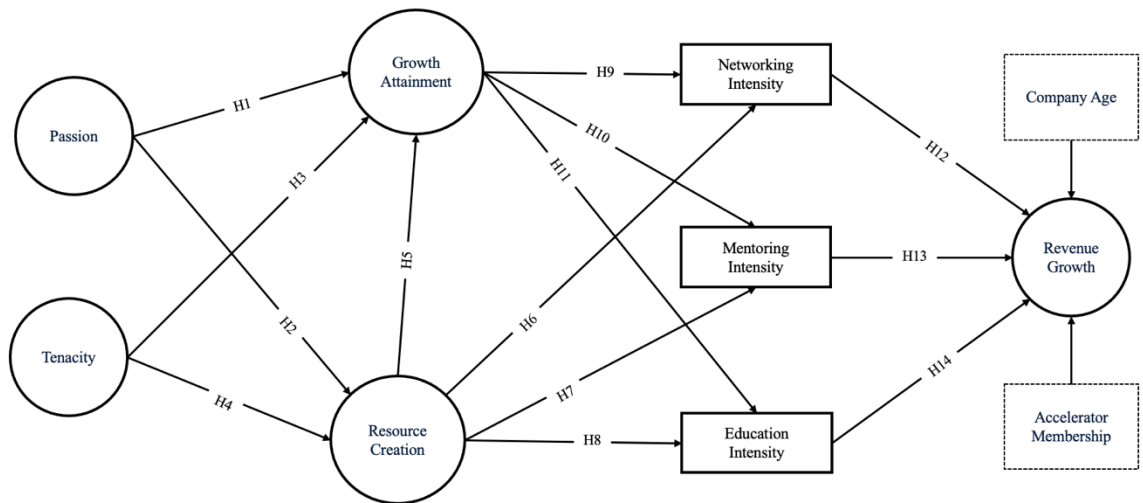 Passion
H1
Growth
Attainment
H9
Networking
Intensity
Company Age
H10
H12
H3
H11
H2
H5
Mentoring
Intensity
H13
Revenue
Growth
Tenacity
H4
H6
H7
H14
Resource
Creation
H8
Education
Intensity
Accelerator
Membership